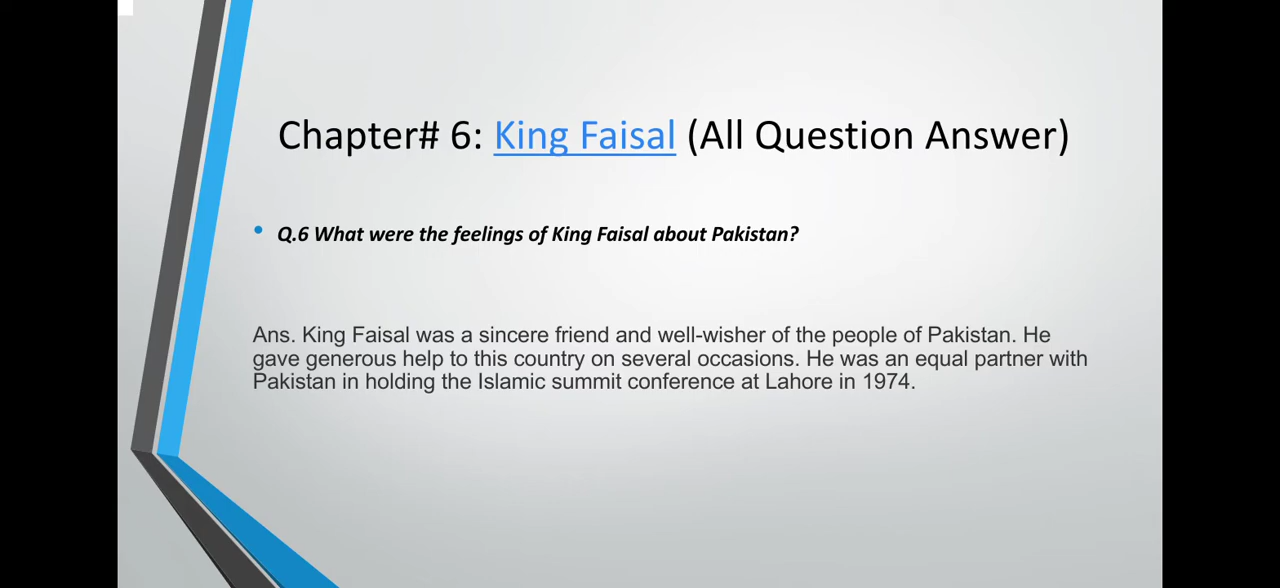 Chapter# 6: King Faisal (All Question Answer)
• Q.6 What were the feelings of King Faisal about Pakistan?
Ans. King Faisal was a sincere friend and well-wisher of the people of Pakistan. He
gave generous help to this country on several occasions. He was an equal partner with
Pakistan in holding the Islamic summit conference at Lahore in 1974.